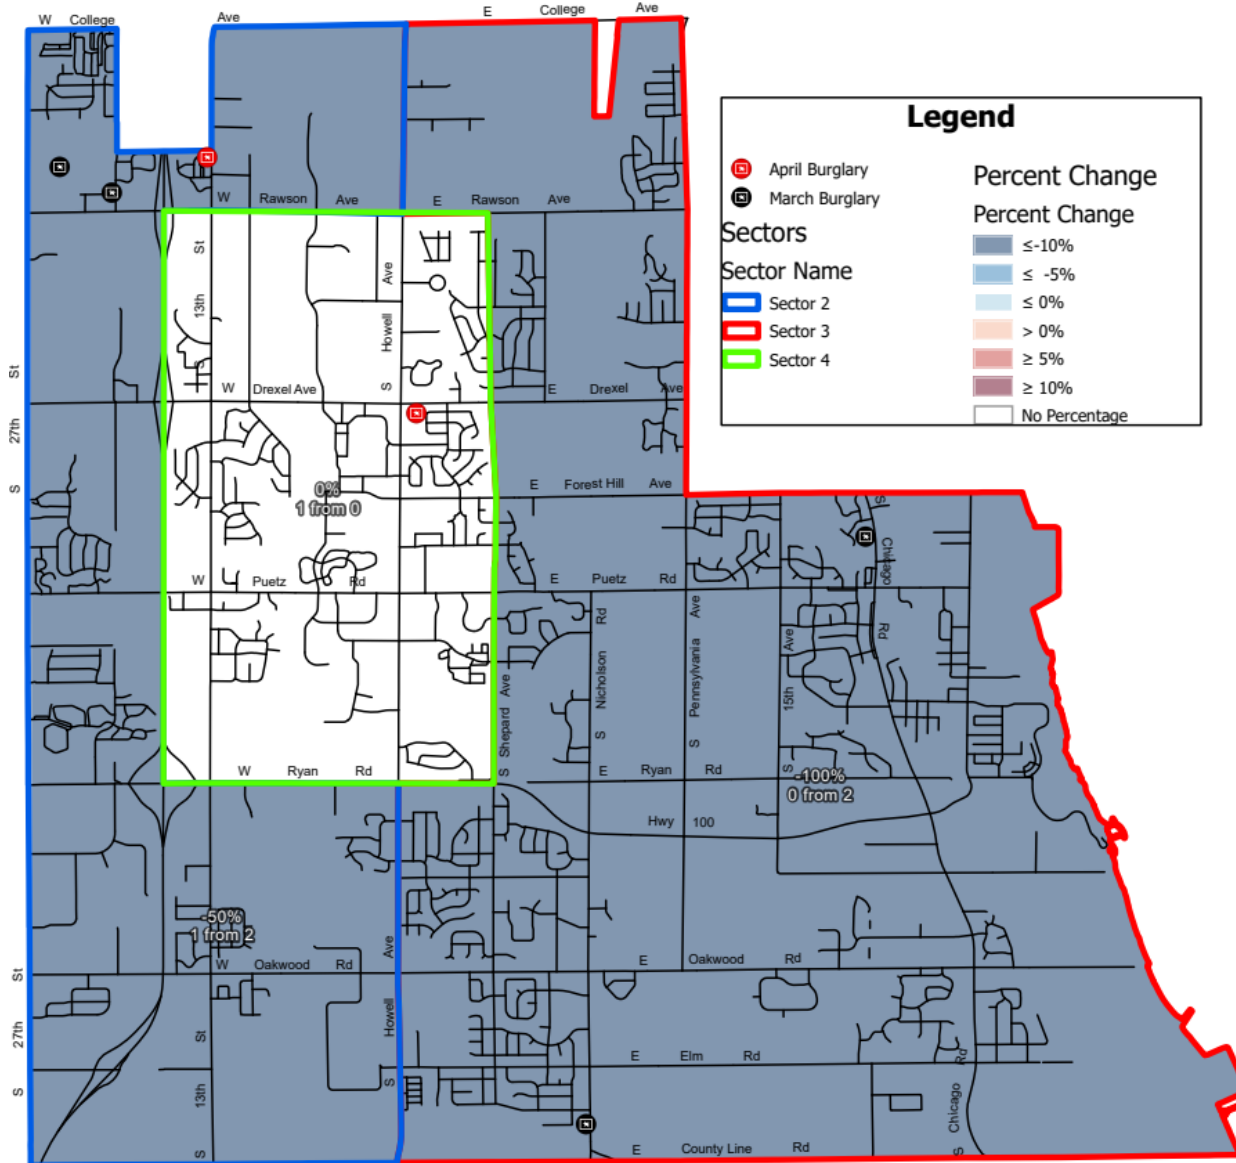 W College Ave
E College Ave
Legend
April Burglary
March Burglary
Sectors
Sector Name
Sector 2
Sector 3
Sector 4
Percent Change
Percent Change
≤-10%
≤ -5%
≤ 0%
> 0%
≥ 5%
≥ 10%
No Percentage
W Rawson Ave
E Rawson Ave
S 13th St
S Howell Ave
W Drexel Ave
E Drexel Ave
S 27th St
0%
1 from 0
E Forest Hill Ave
S Chicago Rd
W Puetz Rd
E Puetz Rd
S Shepard Ave
S Nicholson Rd
S Pennsylvania Ave
S 15th Ave
W Ryan Rd
E Ryan Rd
-100%
0 from 2
Hwy 100
-50%
1 from 2
W Oakwood Rd
E Oakwood Rd
S 27th St
S 13th St
S Howell Ave
E Elm Rd
S Chicago Rd
E County Line Rd